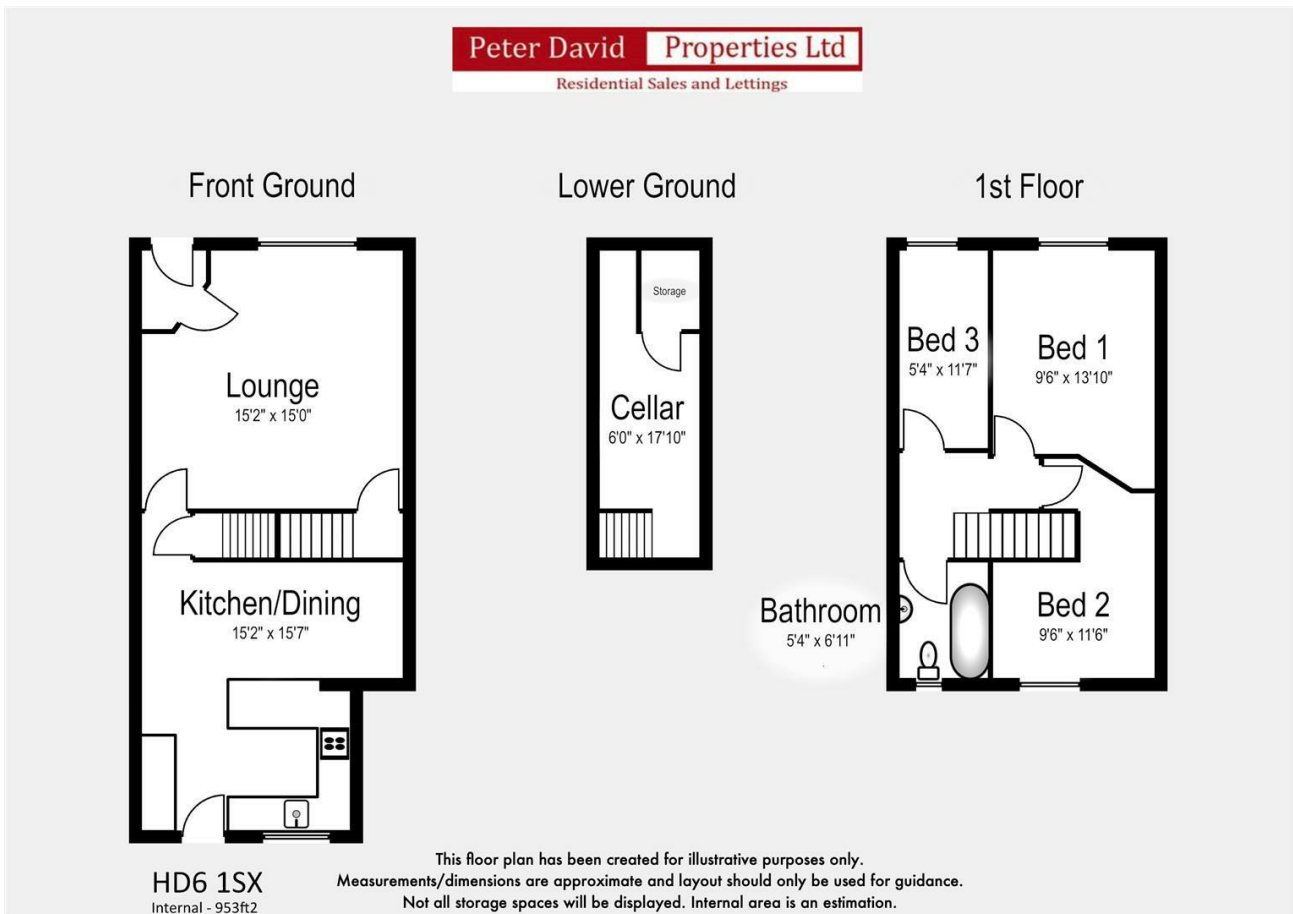 Peter David Properties Ltd
Residential Sales and Lettings
Front Ground
Lower Ground
1st Floor
Storage
Lounge
15'2" x 15'0"
Cellar
6'0" x 17'10"
Bed 3
5'4" x 11'7"
Bed 1
9'6" x 13'10"
Kitchen/Dining
15'2" x 15'7"
Bathroom
5'4" x 6'11"
Bed 2
9'6" x 11'6"
HD6 1SX
Internal - 953ft2
This floor plan has been created for illustrative purposes only.
Measurements/dimensions are approximate and layout should only be used for guidance.
Not all storage spaces will be displayed. Internal area is an estimation.